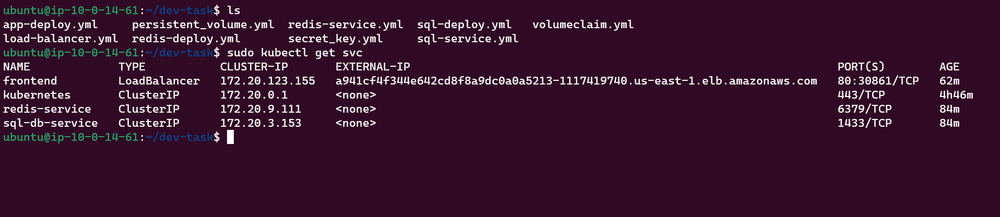 ubuntu@ip-10-0-14-61:~/dev-task$ ls
app-deploy.yml     persistent_volume.yml  redis-service.yml  sql-deploy.yml   volumeclaim.yml
load-balancer.yml  redis-deploy.yml       secret_key.yml     sql-service.yml
ubuntu@ip-10-0-14-61:~/dev-task$ sudo kubectl get svc
NAME             TYPE           CLUSTER-IP       EXTERNAL-IP                                                               PORT(S)        AGE
frontend         LoadBalancer   172.20.123.155   a941cf4f344e642cd8f8a9dc0a0a5213-1117419740.us-east-1.elb.amazonaws.com   80:30861/TCP   62m
kubernetes       ClusterIP      172.20.0.1       <none>                                                                    443/TCP        4h46m
redis-service    ClusterIP      172.20.9.111     <none>                                                                    6379/TCP       84m
sql-db-service   ClusterIP      172.20.3.153     <none>                                                                    1433/TCP       84m
ubuntu@ip-10-0-14-61:~/dev-task$